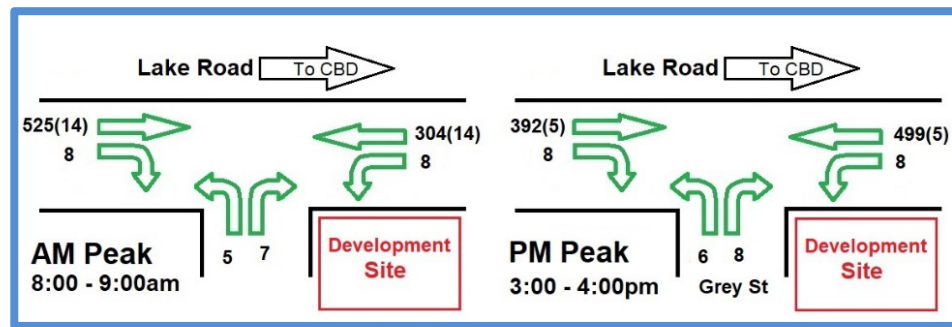 Lake Road To CBD
525(14)
304(14)
8
8
5 7
AM Peak
8:00 - 9:00am
Development
Site
Lake Road To CBD
392(5)
499(5)
8
8
6 8
PM Peak
3:00 - 4:00pm
Grey St
Development
Site